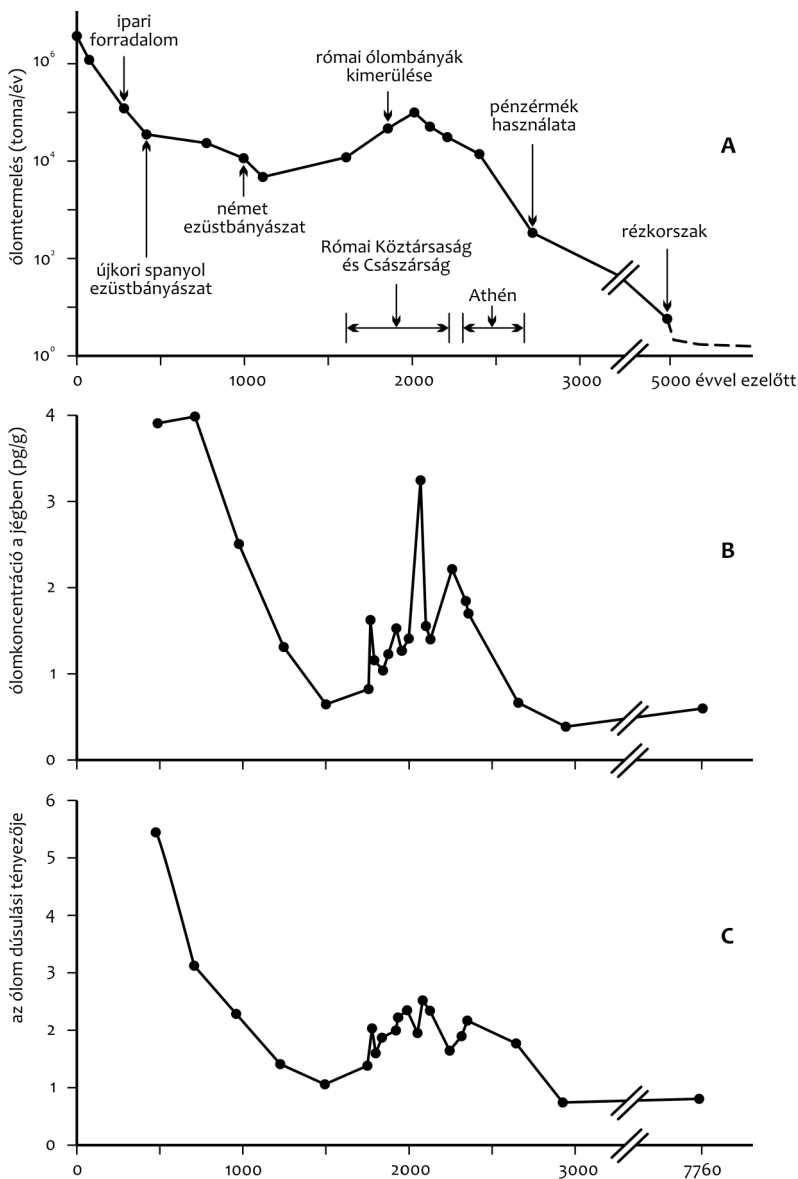 ipari
forradalom
római ólombányák
kimerülése
pénzérmék
használata
A
német
ezüstbányászat
újkori spanyol
ezüstbányászat
Római Köztársaság
és Császárság
Athén
rézkorszak
ólomtermelés (tonna/év)
10⁶
10⁴
10²
10⁰
0 1000 2000 3000 5000 évvel ezelőtt
ólomkoncentráció a jégben (pg/g)
4
3
2
1
0
B
az ólom dúsulási tényezője
6
5
4
3
2
1
0
C
0 1000 2000 3000 7760